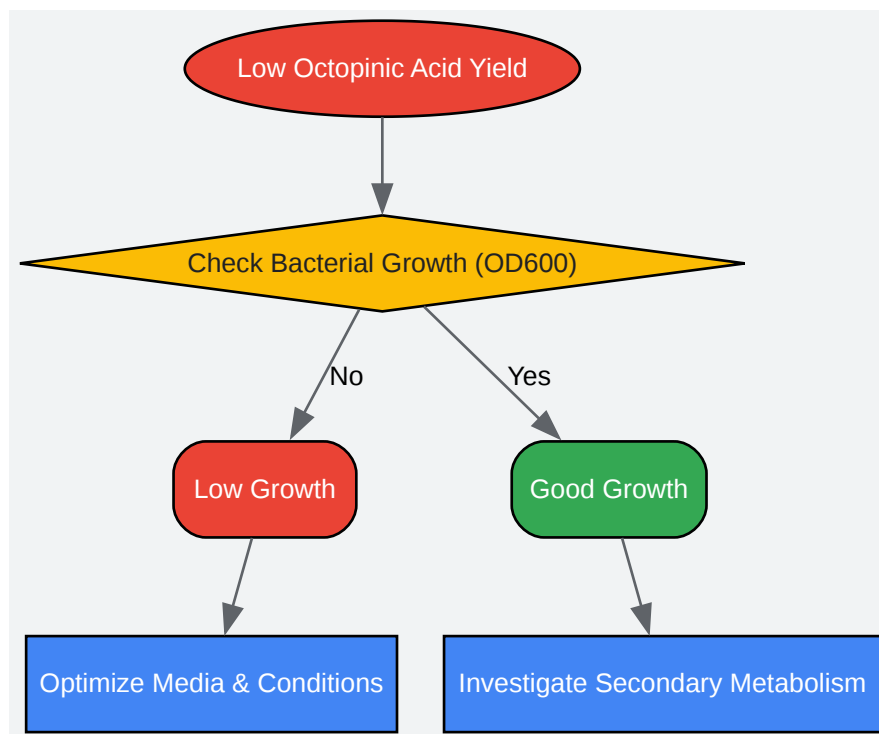 Low Octopinic Acid Yield
Check Bacterial Growth (OD600)
No
Yes
Low Growth
Good Growth
Optimize Media & Conditions
Investigate Secondary Metabolism